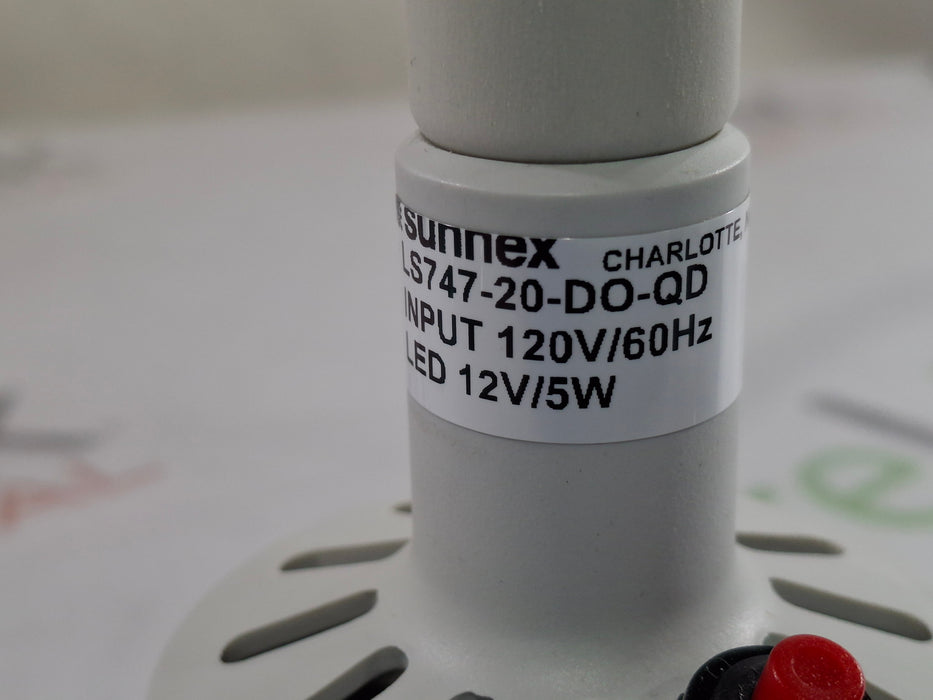 sunnex CHARLOTTE,
LS747-20-DO-QD
INPUT 120V/60Hz
LED 12V/5W